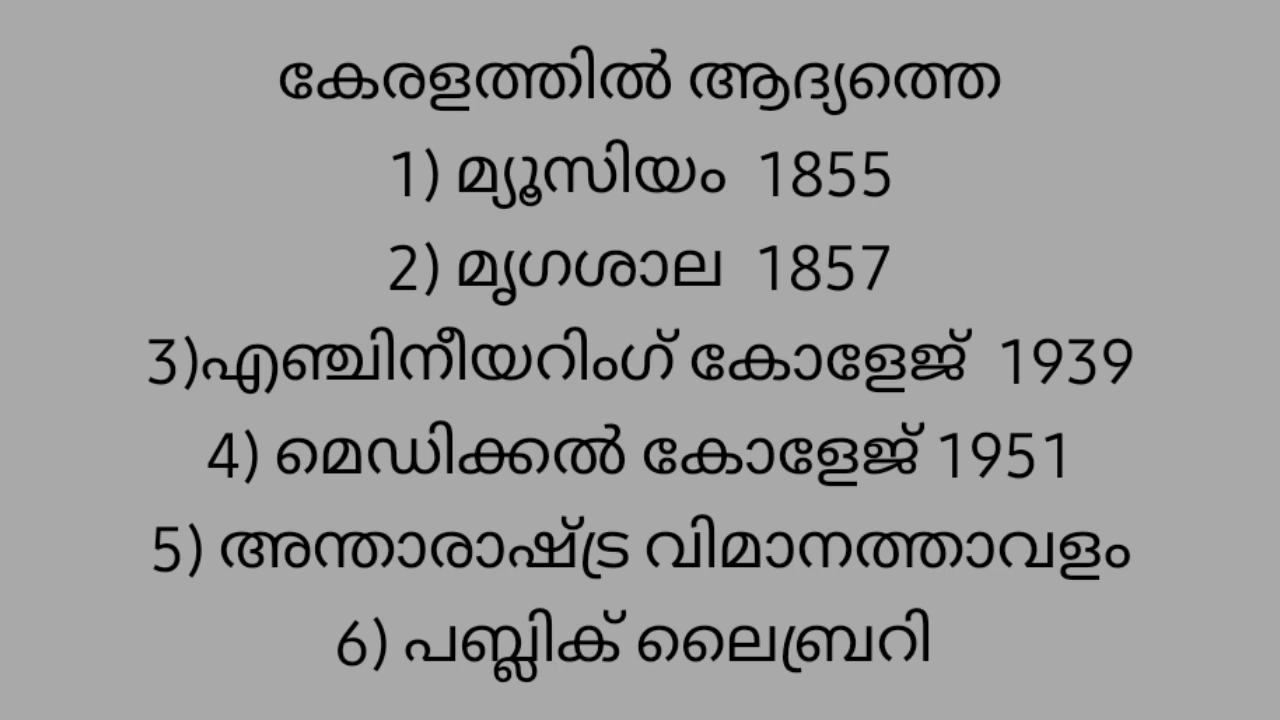 കേരളത്തിൽ ആദ്യത്തെ
1) മ്യൂസിയം 1855
2) മൃഗശാല 1857
3)എഞ്ചിനീയറിംഗ് കോളേജ് 1939
4) മെഡിക്കൽ കോളേജ് 1951
5) അന്താരാഷ്ട്ര വിമാനത്താവളം
6) പബ്ലിക് ലൈബ്രറി